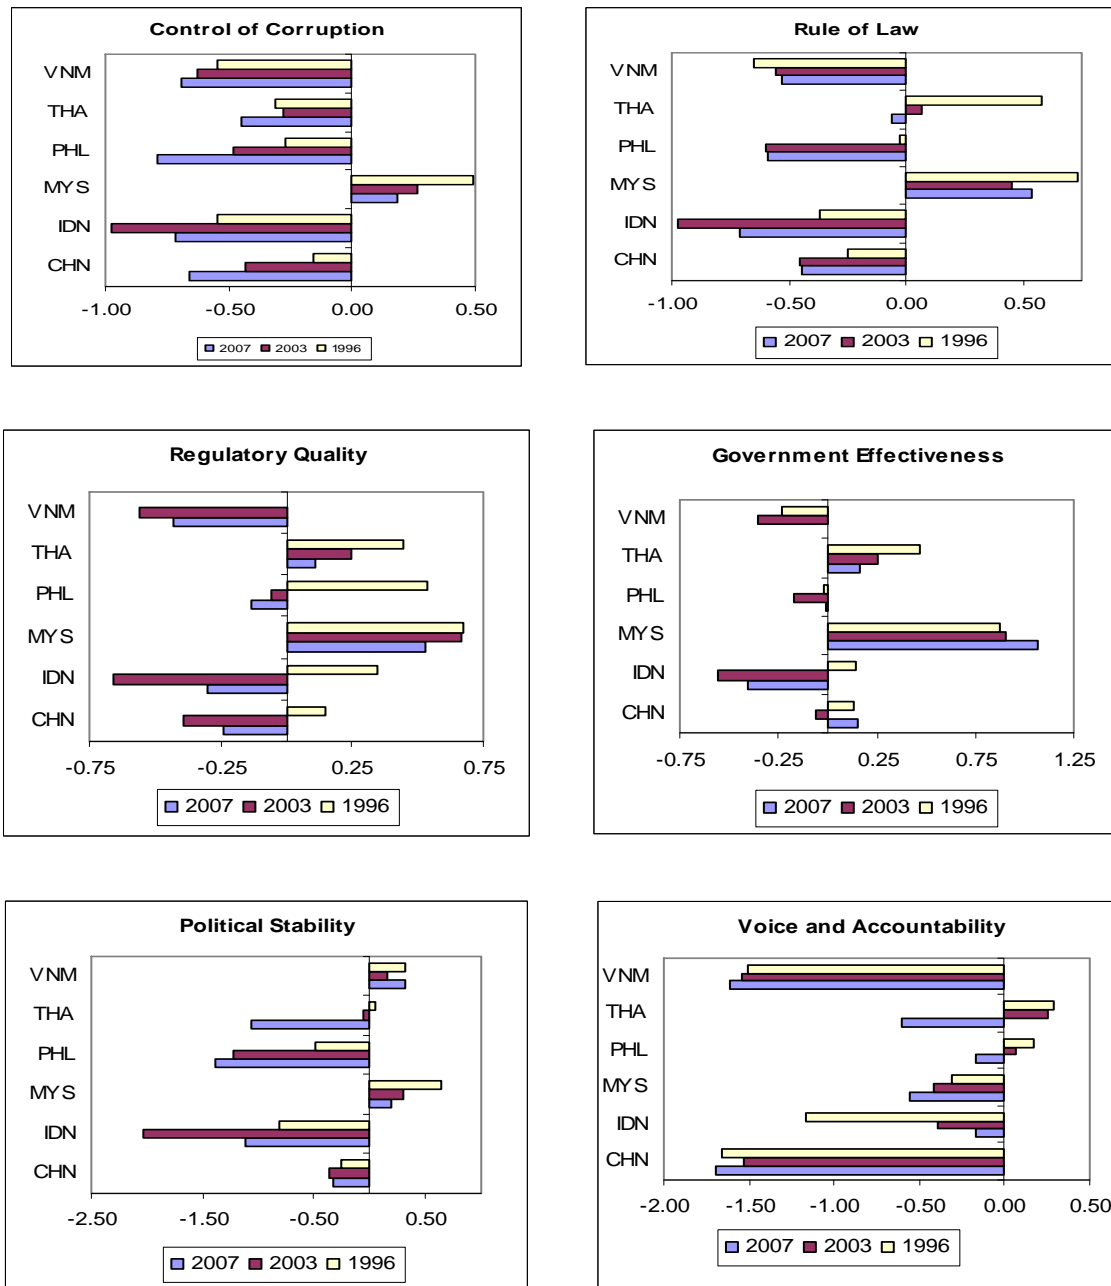 Control of Corruption
VNM
THA
PHL
MYS
IDN
CHN
-1.00 -0.50 0.00 0.50
2007 2003 1996
Rule of Law
VNM
THA
PHL
MYS
IDN
CHN
-1.00 -0.50 0.00 0.50
2007 2003 1996
Regulatory Quality
VNM
THA
PHL
MYS
IDN
CHN
-0.75 -0.25 0.25 0.75
2007 2003 1996
Government Effectiveness
VNM
THA
PHL
MYS
IDN
CHN
-0.75 -0.25 0.25 0.75 1.25
2007 2003 1996
Political Stability
VNM
THA
PHL
MYS
IDN
CHN
-2.50 -1.50 -0.50 0.50
2007 2003 1996
Voice and Accountability
VNM
THA
PHL
MYS
IDN
CHN
-2.00 -1.50 -1.00 -0.50 0.00 0.50
2007 2003 1996